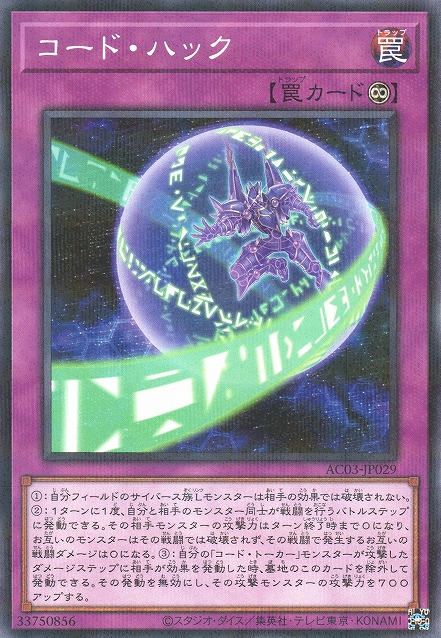 コード・ハック
トラップ
罠
【罠カード∞】
AC03-JP029
①:自分フィールドのサイバース族Lモンスターは相手の効果では破壊されない。
②:1ターンに1度、自分と相手のモンスター同士が戦闘を行うバトルステップ
に発動できる。その相手モンスターの攻撃力はターン終了時まで0になり、
お互いのモンスターはその戦闘では破壊されず、その戦闘で発生するお互いの
戦闘ダメージは0になる。③:自分の「コード・トーカー」モンスターが攻撃した
ダメージステップに相手が効果を発動した時、墓地のこのカードを除外して
発動できる。その発動を無効にし、その攻撃モンスターの攻撃力を700
アップする。
33750856
©スタジオ・ダイス/集英社・テレビ東京・KONAMI